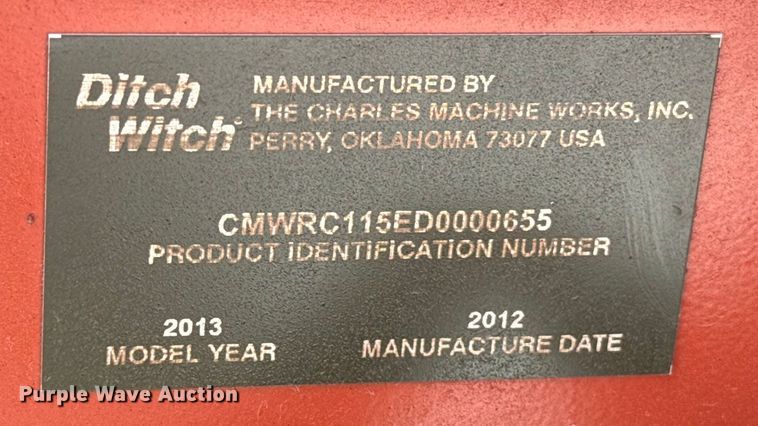 Ditch
Witch®
MANUFACTURED BY
THE CHARLES MACHINE WORKS, INC.
PERRY, OKLAHOMA 73077 USA
CMWRC115ED0000655
PRODUCT IDENTIFICATION NUMBER
2013
MODEL YEAR
2012
MANUFACTURE DATE
Purple Wave Auction